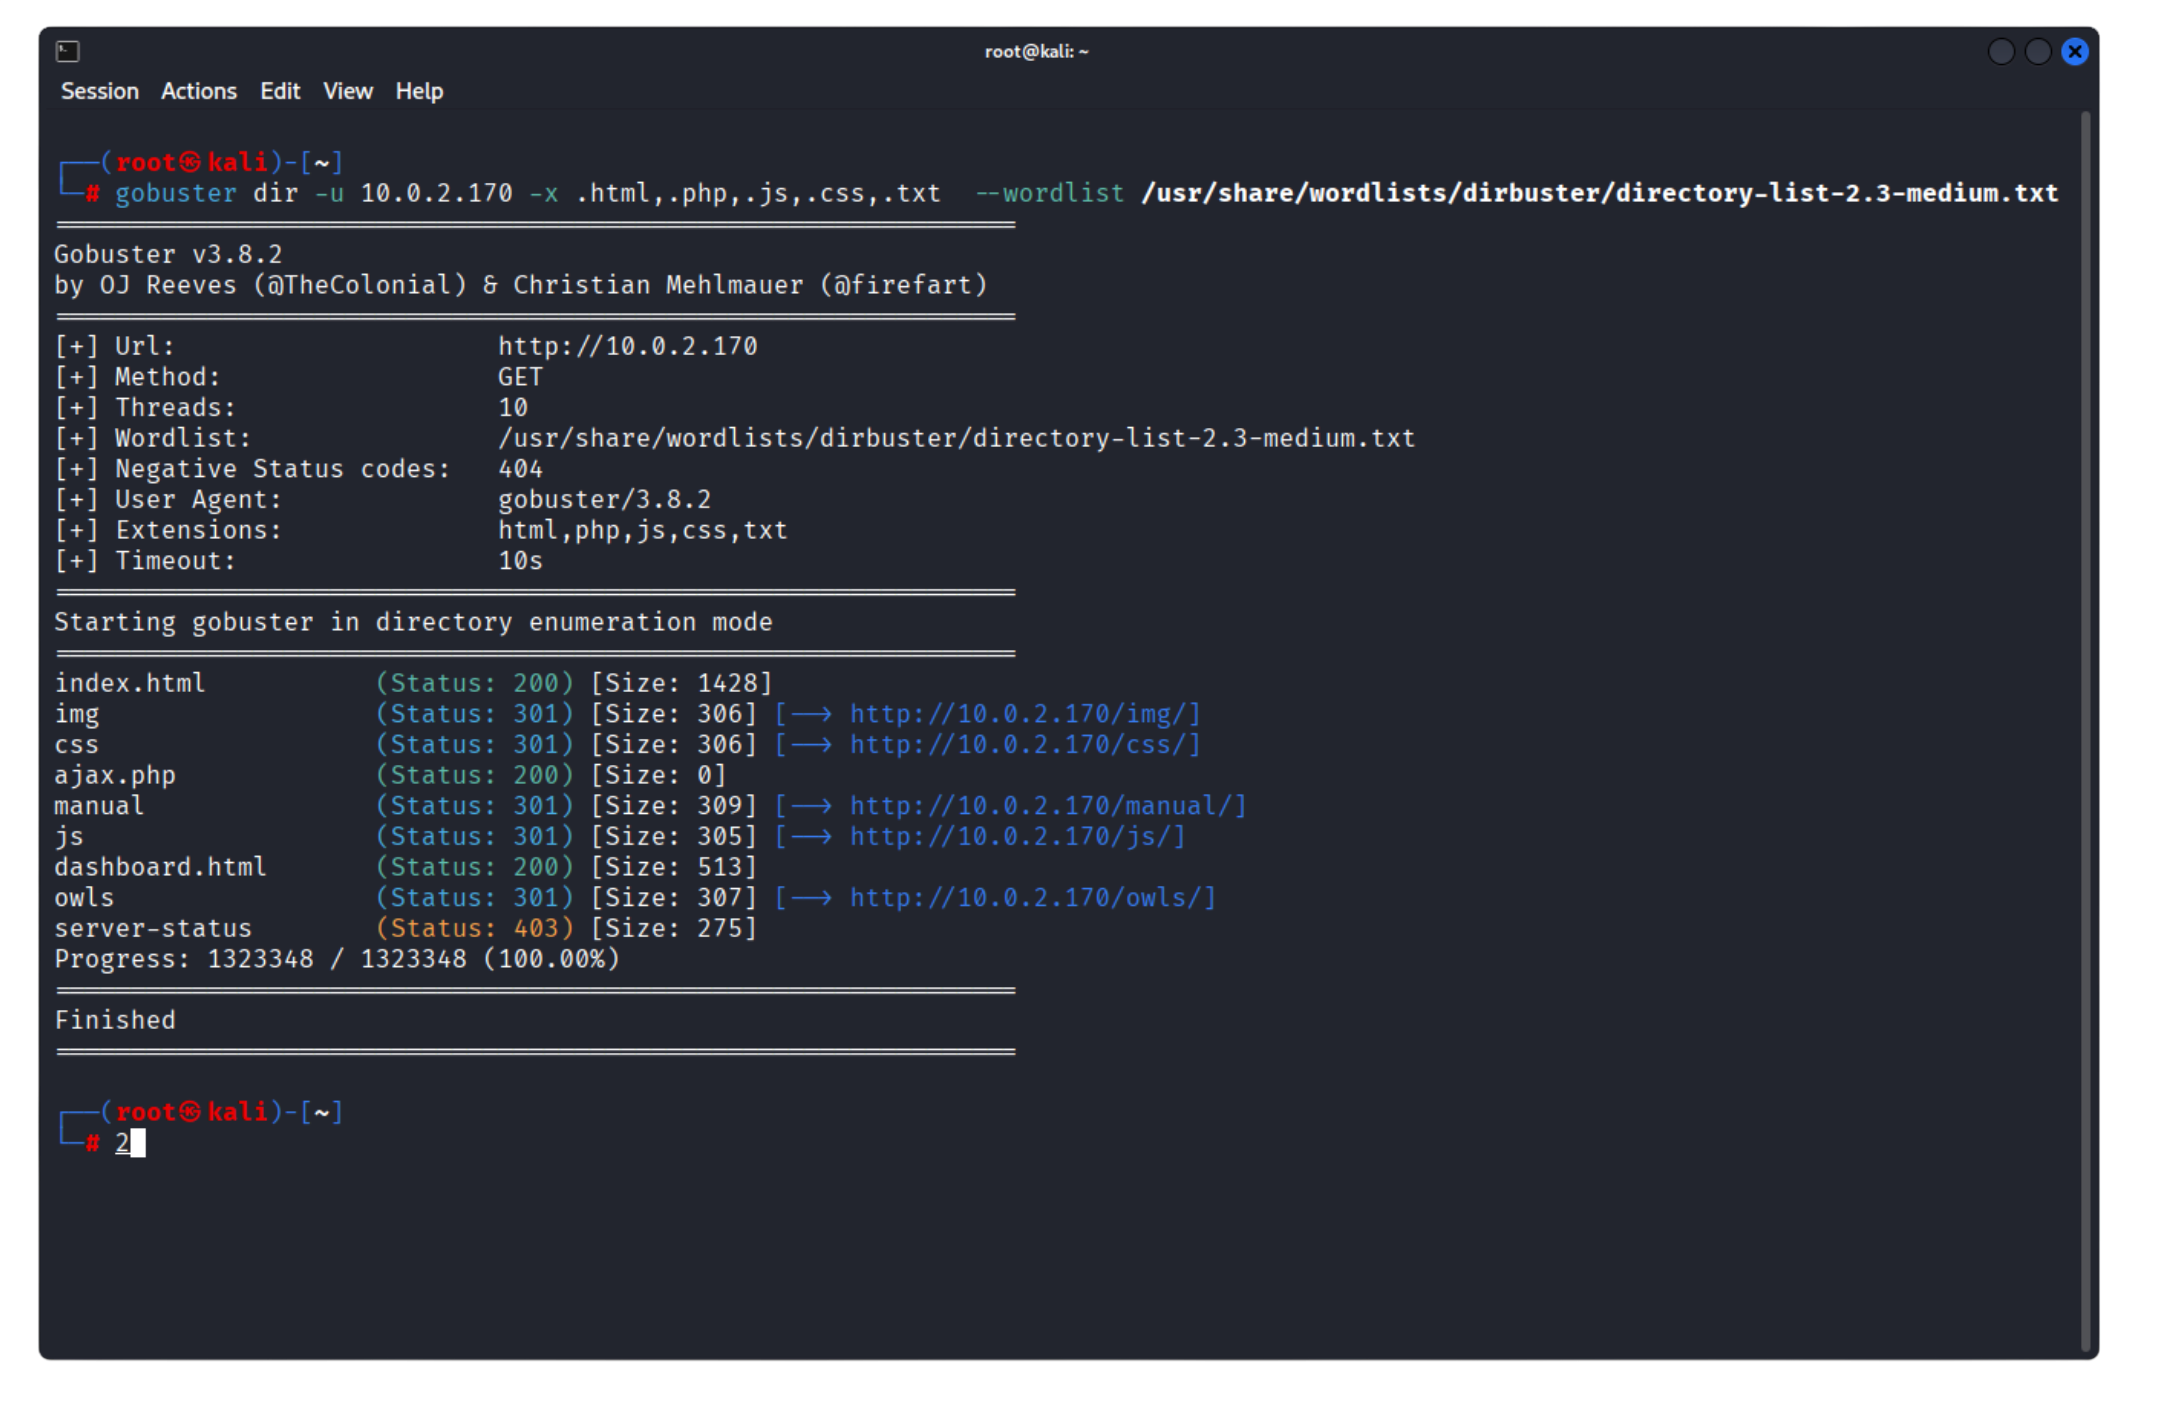 root@kali: ~
Session Actions Edit View Help
┌──(root㉿kali)-[~]
└─# gobuster dir -u 10.0.2.170 -x .html,.php,.js,.css,.txt  --wordlist /usr/share/wordlists/dirbuster/directory-list-2.3-medium.txt
===============================================================
Gobuster v3.8.2
by OJ Reeves (@TheColonial) & Christian Mehlmauer (@firefart)
===============================================================
[+] Url:                     http://10.0.2.170
[+] Method:                  GET
[+] Threads:                 10
[+] Wordlist:                /usr/share/wordlists/dirbuster/directory-list-2.3-medium.txt
[+] Negative Status codes:   404
[+] User Agent:              gobuster/3.8.2
[+] Extensions:              html,php,js,css,txt
[+] Timeout:                 10s
===============================================================
Starting gobuster in directory enumeration mode
===============================================================
index.html           (Status: 200) [Size: 1428]
img                  (Status: 301) [Size: 306] [--> http://10.0.2.170/img/]
css                  (Status: 301) [Size: 306] [--> http://10.0.2.170/css/]
ajax.php             (Status: 200) [Size: 0]
manual               (Status: 301) [Size: 309] [--> http://10.0.2.170/manual/]
js                   (Status: 301) [Size: 305] [--> http://10.0.2.170/js/]
dashboard.html       (Status: 200) [Size: 513]
owls                 (Status: 301) [Size: 307] [--> http://10.0.2.170/owls/]
server-status        (Status: 403) [Size: 275]
Progress: 1323348 / 1323348 (100.00%)
===============================================================
Finished
===============================================================
┌──(root㉿kali)-[~]
└─# 2